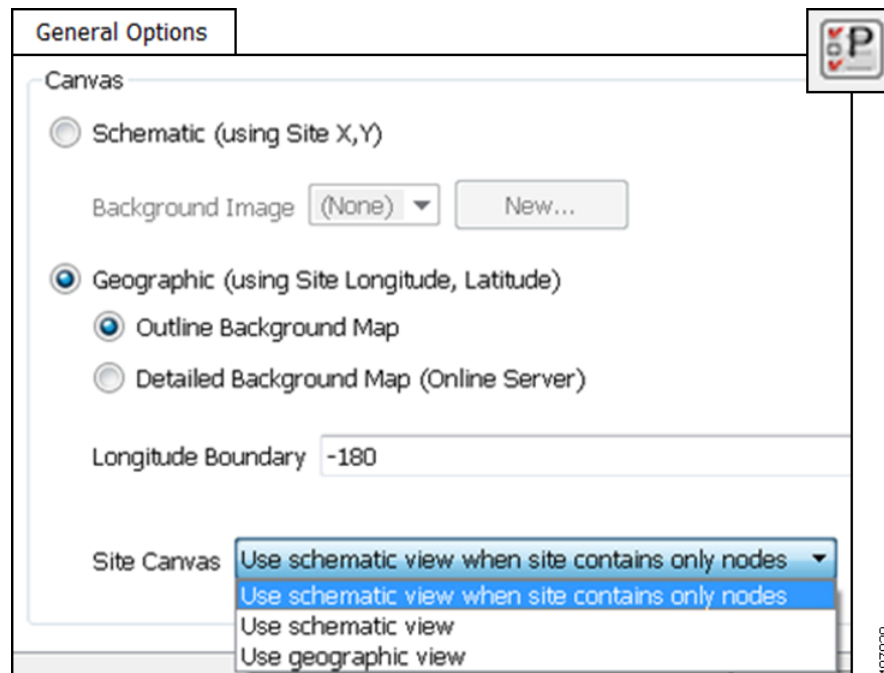 General Options
P
Canvas
Schematic (using Site X,Y)
Background Image (None) New...
Geographic (using Site Longitude, Latitude)
Outline Background Map
Detailed Background Map (Online Server)
Longitude Boundary -180
Site Canvas Use schematic view when site contains only nodes
Use schematic view when site contains only nodes
Use schematic view
Use geographic view